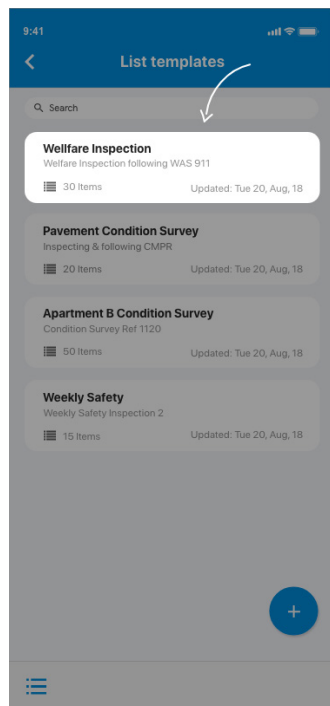 9:41
List templates
Search
Wellfare Inspection
Welfare Inspection following WAS 911
30 Items Updated: Tue 20, Aug, 18
Pavement Condition Survey
Inspecting & following CMPR
20 Items Updated: Tue 20, Aug, 18
Apartment B Condition Survey
Condition Survey Ref 1120
50 Items Updated: Tue 20, Aug, 18
Weekly Safety
Weekly Safety Inspection 2
15 Items Updated: Tue 20, Aug, 18